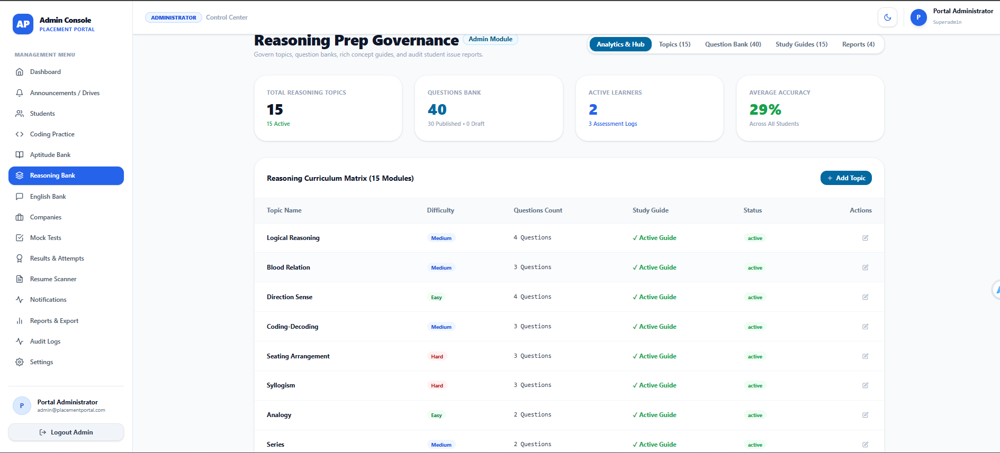 AP
Admin Console
PLACEMENT PORTAL
MANAGEMENT MENU
Dashboard
Announcements / Drives
Students
Coding Practice
Aptitude Bank
Reasoning Bank
English Bank
Companies
Mock Tests
Results & Attempts
Resume Scanner
Notifications
Reports & Export
Audit Logs
Settings
P
Portal Administrator
admin@placementportal.com
Logout Admin
ADMINISTRATOR Control Center
P
Portal Administrator
Superadmin
Reasoning Prep Governance Admin Module
Govern topics, question banks, rich concept guides, and audit student issue reports.
Analytics & Hub Topics (15) Question Bank (40) Study Guides (15) Reports (4)
TOTAL REASONING TOPICS
15
15 Active
QUESTIONS BANK
40
30 Published • 0 Draft
ACTIVE LEARNERS
2
3 Assessment Logs
AVERAGE ACCURACY
29%
Across All Students
Reasoning Curriculum Matrix (15 Modules)
+ Add Topic
Topic Name Difficulty Questions Count Study Guide Status Actions
Logical Reasoning Medium 4 Questions ✓ Active Guide active
Blood Relation Medium 3 Questions ✓ Active Guide active
Direction Sense Easy 4 Questions ✓ Active Guide active
Coding-Decoding Medium 3 Questions ✓ Active Guide active
Seating Arrangement Hard 3 Questions ✓ Active Guide active
Syllogism Hard 3 Questions ✓ Active Guide active
Analogy Easy 2 Questions ✓ Active Guide active
Series Medium 2 Questions ✓ Active Guide active